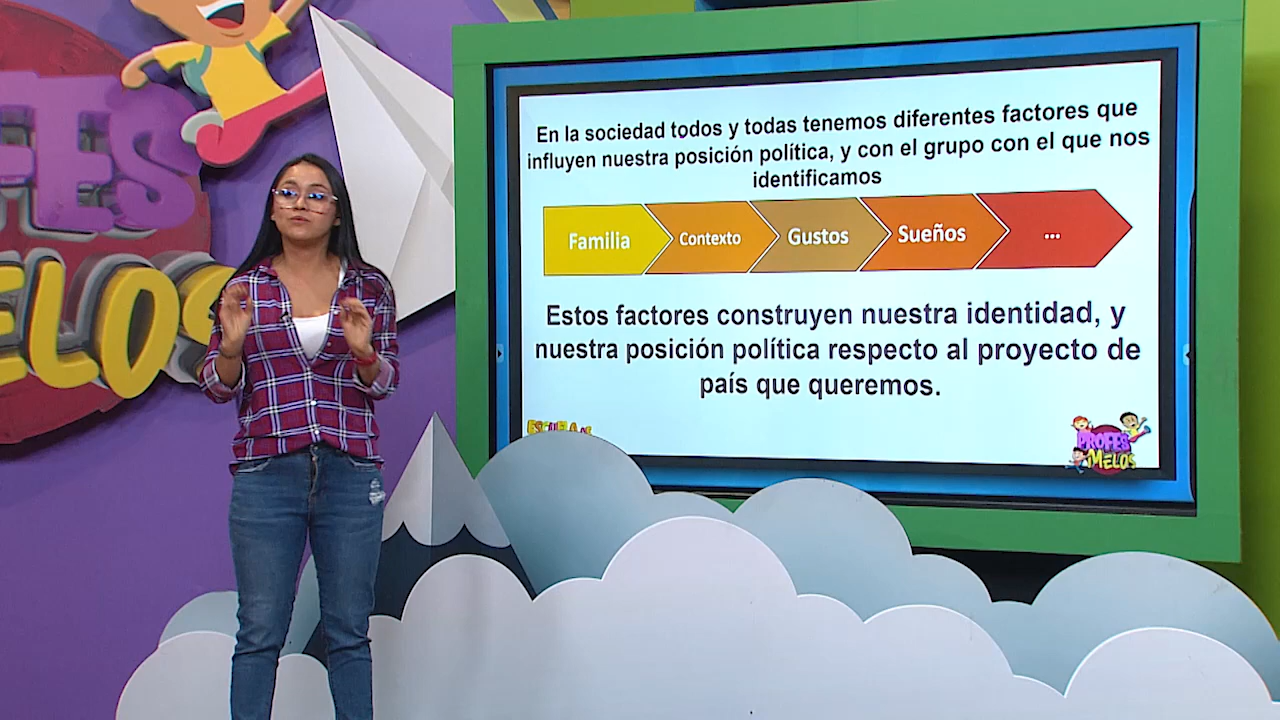 PROFES
MELOS
En la sociedad todos y todas tenemos diferentes factores que
influyen nuestra posición política, y con el grupo con el que nos
identificamos
Familia
Contexto
Gustos
Sueños
...
Estos factores construyen nuestra identidad, y
nuestra posición política respecto al proyecto de
país que queremos.
PROFES
MELOS